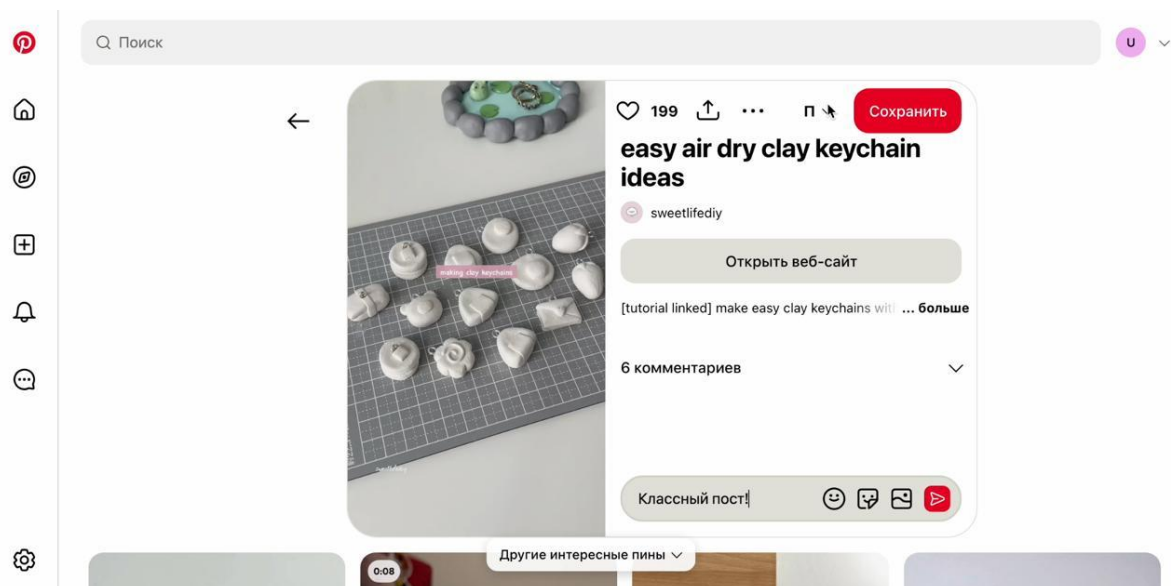 Поиск
U
199
П
Сохранить
easy air dry clay keychain
ideas
sweetlifediy
Открыть веб-сайт
[tutorial linked] make easy clay keychains wit ... больше
6 комментариев
making clay keychains
sweetlifediy
Классный пост!
Другие интересные пины
0:08